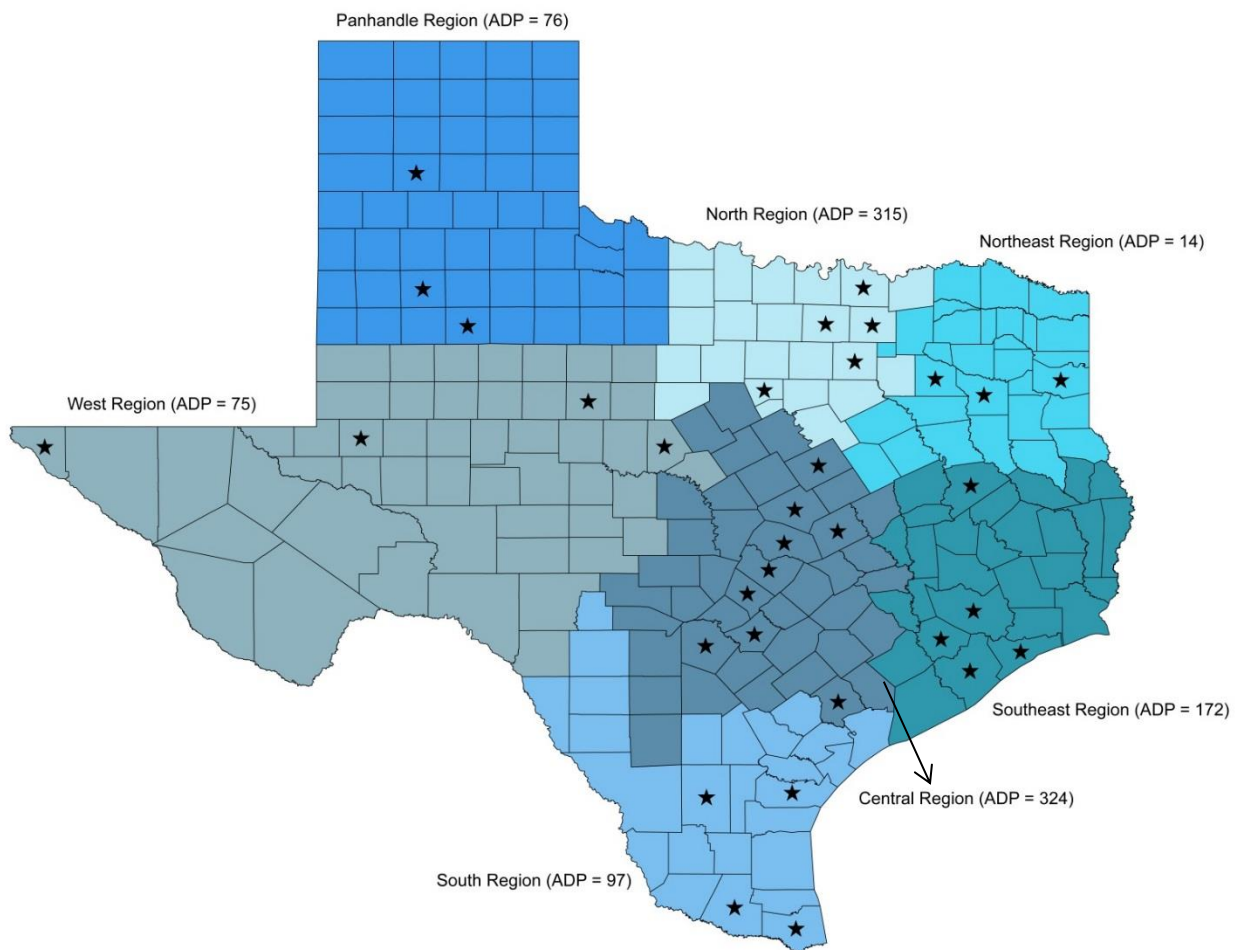 Panhandle Region (ADP = 76)
North Region (ADP = 315)
Northeast Region (ADP = 14)
West Region (ADP = 75)
Southeast Region (ADP = 172)
Central Region (ADP = 324)
South Region (ADP = 97)